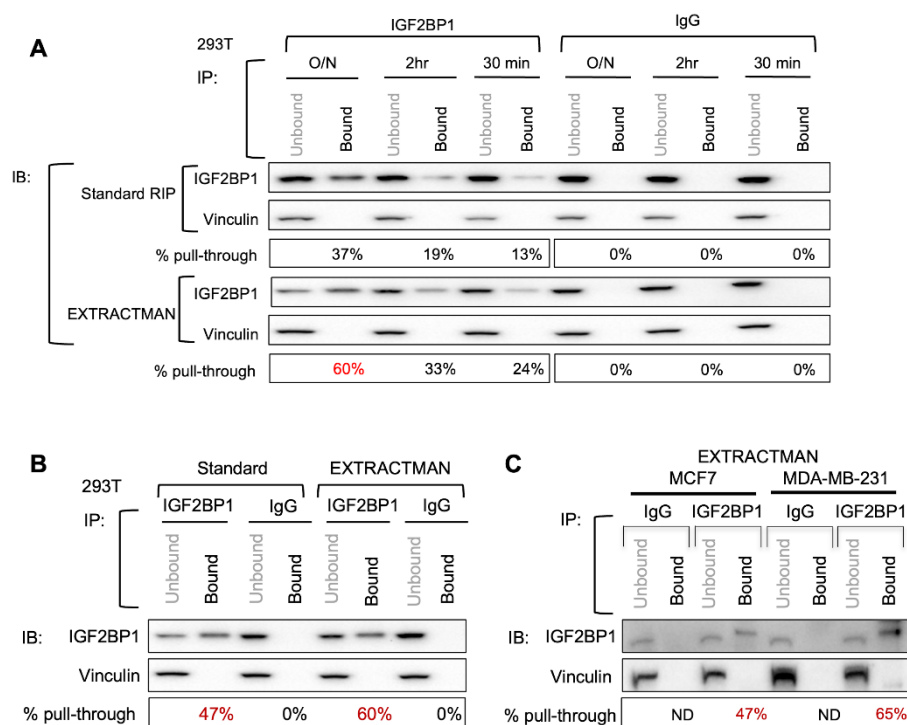 A
293T
IGF2BP1 IgG
IP:
O/N 2hr 30 min O/N 2hr 30 min
Unbound Bound Unbound Bound Unbound Bound Unbound Bound Unbound Bound Unbound Bound
IB:
Standard RIP
IGF2BP1
Vinculin
% pull-through 37% 19% 13% 0% 0% 0%
EXTRACTMAN
IGF2BP1
Vinculin
% pull-through 60% 33% 24% 0% 0% 0%
B
293T
Standard EXTRACTMAN
IP:
IGF2BP1 IgG IGF2BP1 IgG
Unbound Bound Unbound Bound Unbound Bound Unbound Bound
IB: IGF2BP1
Vinculin
% pull-through 47% 0% 60% 0%
C
EXTRACTMAN
MCF7 MDA-MB-231
IP:
IgG IGF2BP1 IgG IGF2BP1
Unbound Bound Unbound Bound Unbound Bound Unbound Bound
IB: IGF2BP1
Vinculin
% pull-through ND 47% ND 65%